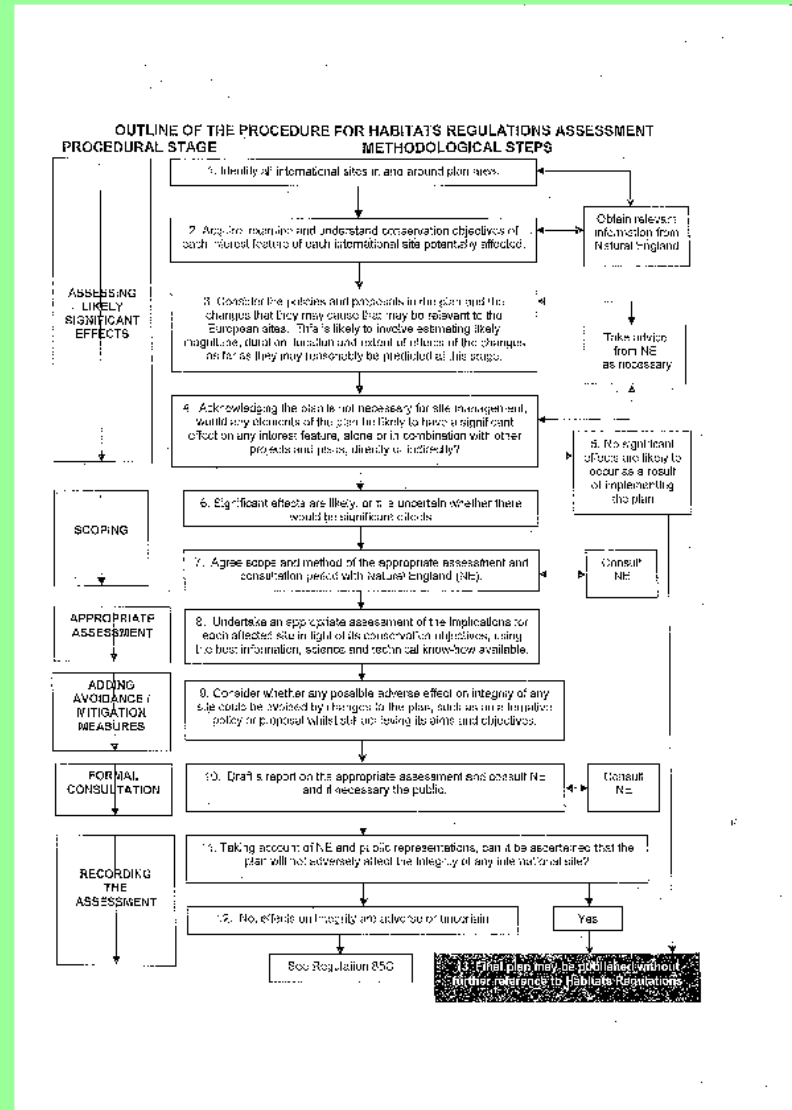 OUTLINE OF THE PROCEDURE FOR HABITATS REGULATIONS ASSESSMENT
PROCEDURAL STAGE METHODOLOGICAL STEPS
1. Identify all international sites in and around plan area.
2. Acquire, examine and understand conservation objectives of
each interest feature of each international site potentially affected.
Obtain relevant
information from
Natural England
ASSESSING
LIKELY
SIGNIFICANT
EFFECTS
3. Consider the policies and proposals in the plan and the
changes that they may cause that may be relevant to the
European sites. This is likely to involve estimating likely
magnitude, duration, location and extent of effects of the changes
as far as they may reasonably be predicted at this stage.
Take advice
from NE
as necessary
4. Acknowledging the plan is not necessary for site management,
would any elements of the plan be likely to have a significant
effect on any interest feature, alone or in combination with other
projects and plans, directly or indirectly?
5. No significant
effects are likely to
occur as a result
of implementing
the plan
SCOPING
6. Significant effects are likely, or it is uncertain whether there
would be significant effects
7. Agree scope and method of the appropriate assessment and
consultation period with Natural England (NE).
Consult
NE
APPROPRIATE
ASSESSMENT
8. Undertake an appropriate assessment of the implications for
each affected site in light of its conservation objectives, using
the best information, science and technical know-how available.
ADDING
AVOIDANCE /
MITIGATION
MEASURES
9. Consider whether any possible adverse effect on integrity of any
site could be avoided by changes to the plan, such as an alternative
policy or proposal whilst still achieving its aims and objectives.
FORMAL
CONSULTATION
10. Draft a report on the appropriate assessment and consult NE
and if necessary the public.
Consult
NE
RECORDING
THE
ASSESSMENT
11. Taking account of NE and public representations, can it be ascertained that the
plan will not adversely affect the integrity of any international site?
12. No, effects on integrity are adverse or uncertain
Yes
See Regulation 85C
13. Final plan may be published without
further reference to Habitats Regulations